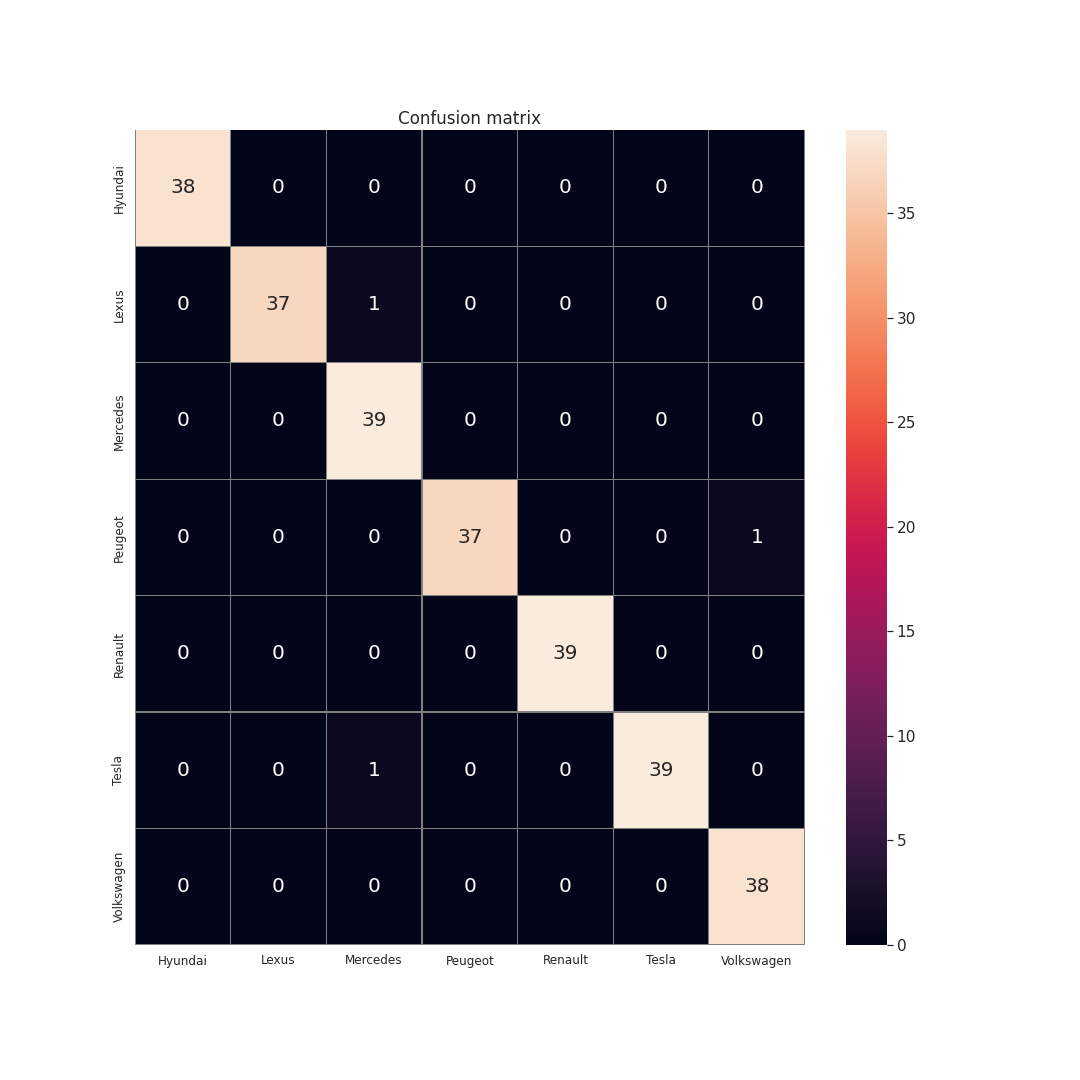 Confusion matrix
Hyundai 38 0 0 0 0 0 0
Lexus 0 37 1 0 0 0 0
Mercedes 0 0 39 0 0 0 0
Peugeot 0 0 0 37 0 0 1
Renault 0 0 0 0 39 0 0
Tesla 0 0 1 0 0 39 0
Volkswagen 0 0 0 0 0 0 38
Hyundai Lexus Mercedes Peugeot Renault Tesla Volkswagen
35
30
25
20
15
10
5
0